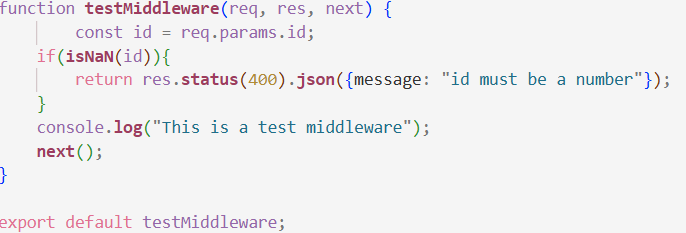 function testMiddleware(req, res, next) {
const id = req.params.id;
if(isNaN(id)){
return res.status(400).json({message: "id must be a number"});
}
console.log("This is a test middleware");
next();
}
export default testMiddleware;